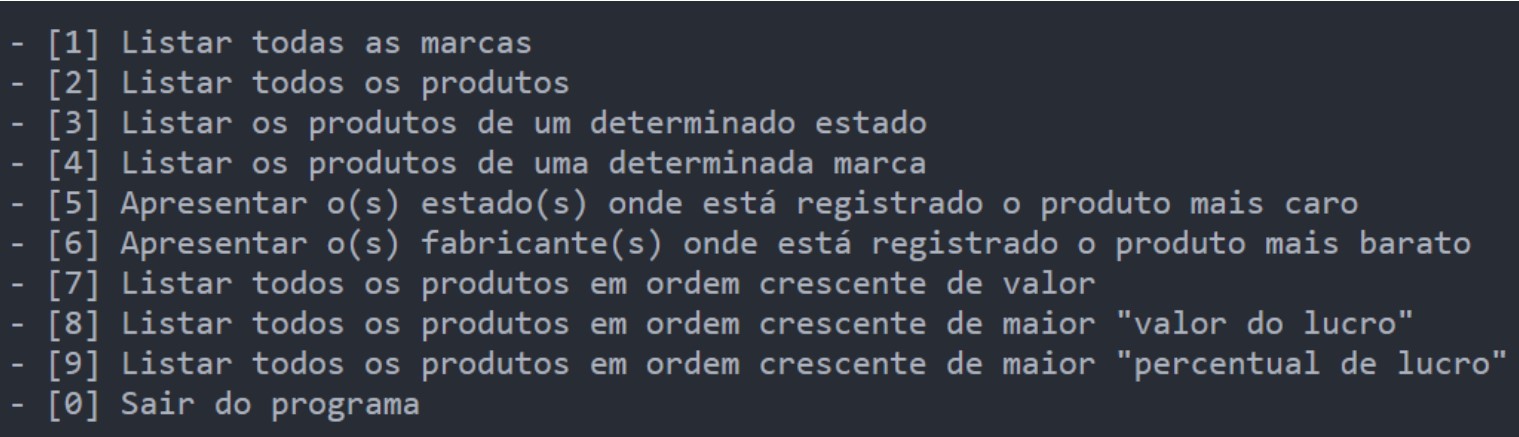 - [1] Listar todas as marcas
- [2] Listar todos os produtos
- [3] Listar os produtos de um determinado estado
- [4] Listar os produtos de uma determinada marca
- [5] Apresentar o(s) estado(s) onde está registrado o produto mais caro
- [6] Apresentar o(s) fabricante(s) onde está registrado o produto mais barato
- [7] Listar todos os produtos em ordem crescente de valor
- [8] Listar todos os produtos em ordem crescente de maior "valor do lucro"
- [9] Listar todos os produtos em ordem crescente de maior "percentual de lucro"
- [0] Sair do programa